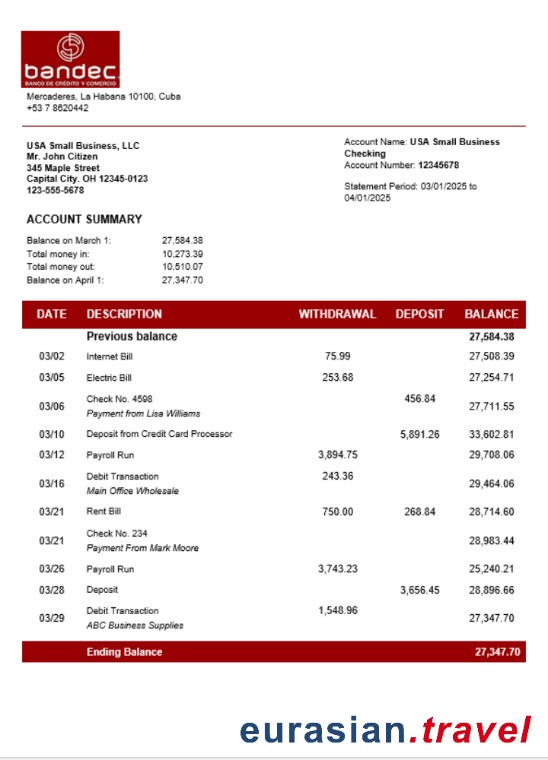 bandec
BANCO DE CRÉDITO Y COMERCIO
Mercaderes, La Habana 10100, Cuba
+53 7 8620442
USA Small Business, LLC
Mr. John Citizen
345 Maple Street
Capital City. OH 12345-0123
123-555-5678
Account Name: USA Small Business
Checking
Account Number: 12345678
Statement Period: 03/01/2025 to
04/01/2025
ACCOUNT SUMMARY
Balance on March 1: 27,584.38
Total money in: 10,273.39
Total money out: 10,510.07
Balance on April 1: 27,347.70
DATE DESCRIPTION WITHDRAWAL DEPOSIT BALANCE
Previous balance 27,584.38
03/02 Internet Bill 75.99 27,508.39
03/05 Electric Bill 253.68 27,254.71
03/06 Check No. 4598 456.84 27,711.55
Payment from Lisa Williams
03/10 Deposit from Credit Card Processor 5,891.26 33,602.81
03/12 Payroll Run 3,894.75 29,708.06
03/16 Debit Transaction 243.36 29,464.06
Main Office Wholesale
03/21 Rent Bill 750.00 268.84 28,714.60
03/21 Check No. 234 28,983.44
Payment From Mark Moore
03/26 Payroll Run 3,743.23 25,240.21
03/28 Deposit 3,656.45 28,896.66
03/29 Debit Transaction 1,548.96 27,347.70
ABC Business Supplies
Ending Balance 27,347.70
eurasian.travel